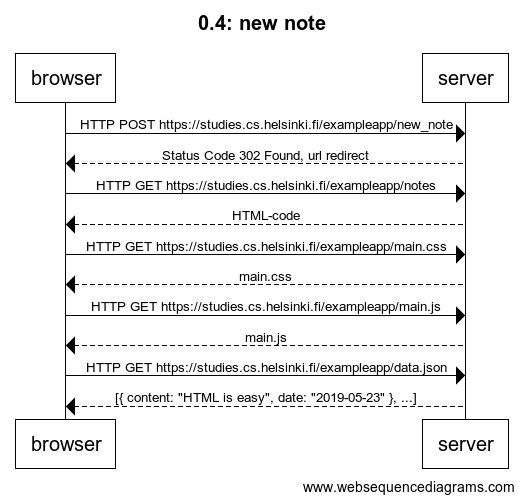 0.4: new note
browser server
HTTP POST https://studies.cs.helsinki.fi/exampleapp/new_note
Status Code 302 Found, url redirect
HTTP GET https://studies.cs.helsinki.fi/exampleapp/notes
HTML-code
HTTP GET https://studies.cs.helsinki.fi/exampleapp/main.css
main.css
HTTP GET https://studies.cs.helsinki.fi/exampleapp/main.js
main.js
HTTP GET https://studies.cs.helsinki.fi/exampleapp/data.json
[{ content: "HTML is easy", date: "2019-05-23" }, ...]
browser server
www.websequencediagrams.com